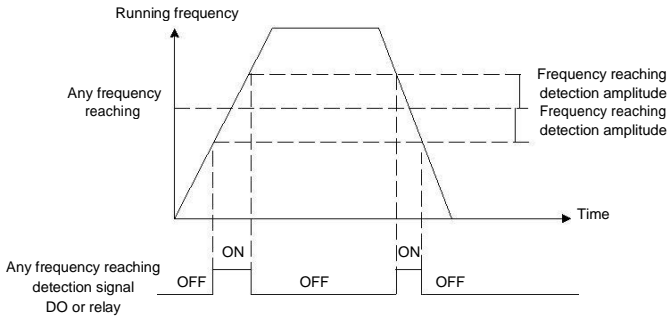 Running frequency
Frequency reaching
detection amplitude
Any frequency
reaching
Frequency reaching
detection amplitude
Time
ON
ON
Any frequency reaching
detection signal
DO or relay
OFF
OFF
OFF